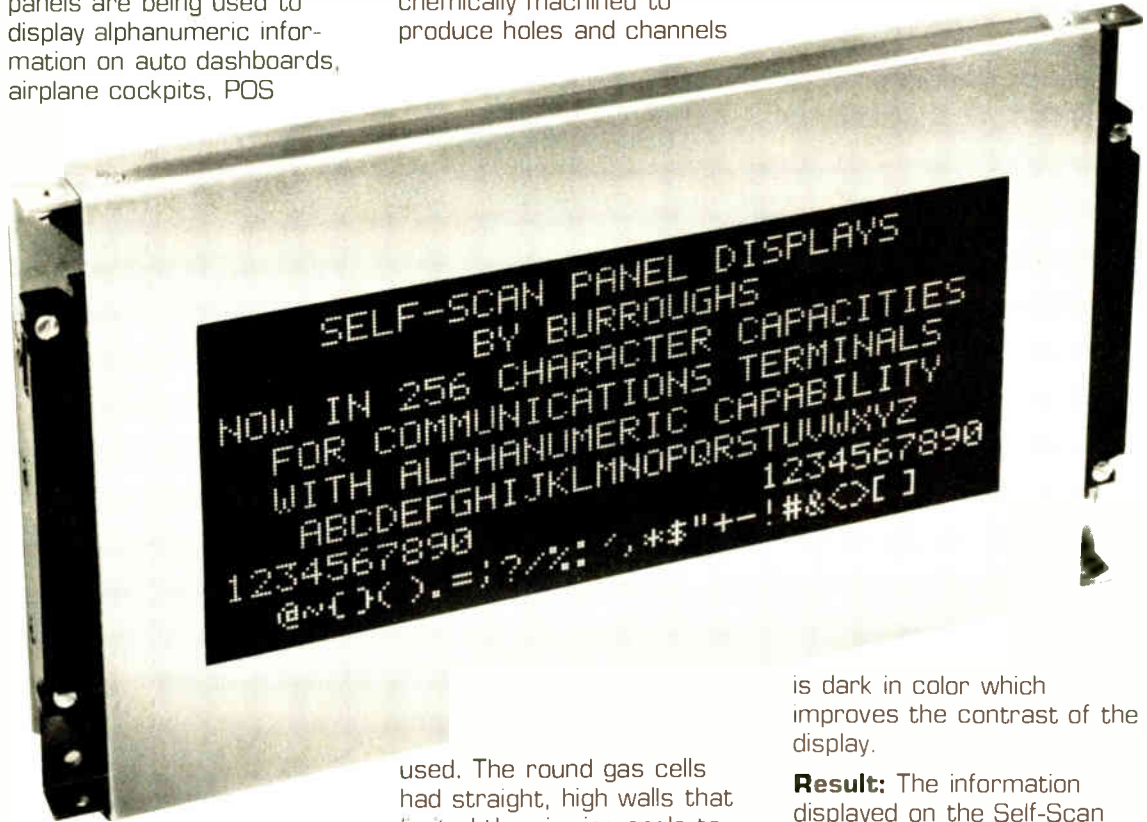 panels are being used to
display alphanumeric infor-
mation on auto dashboards,
airplane cockpits, POS
chemically machined to
produce holes and channels
SELF-SCAN PANEL DISPLAYS
BY BURROUGHS
NOW IN 256 CHARACTER CAPACITIES
FOR COMMUNICATIONS TERMINALS
WITH ALPHANUMERIC CAPABILITY
ABCDEFGHIJKLMNOPQRSTUVWXYZ
1234567890 1234567890
@~{}().=;?/%:',*$"+-!#&<>[]
used. The round gas cells
had straight, high walls that
is dark in color which
improves the contrast of the
display.
Result: The information
displayed on the Self-Scan